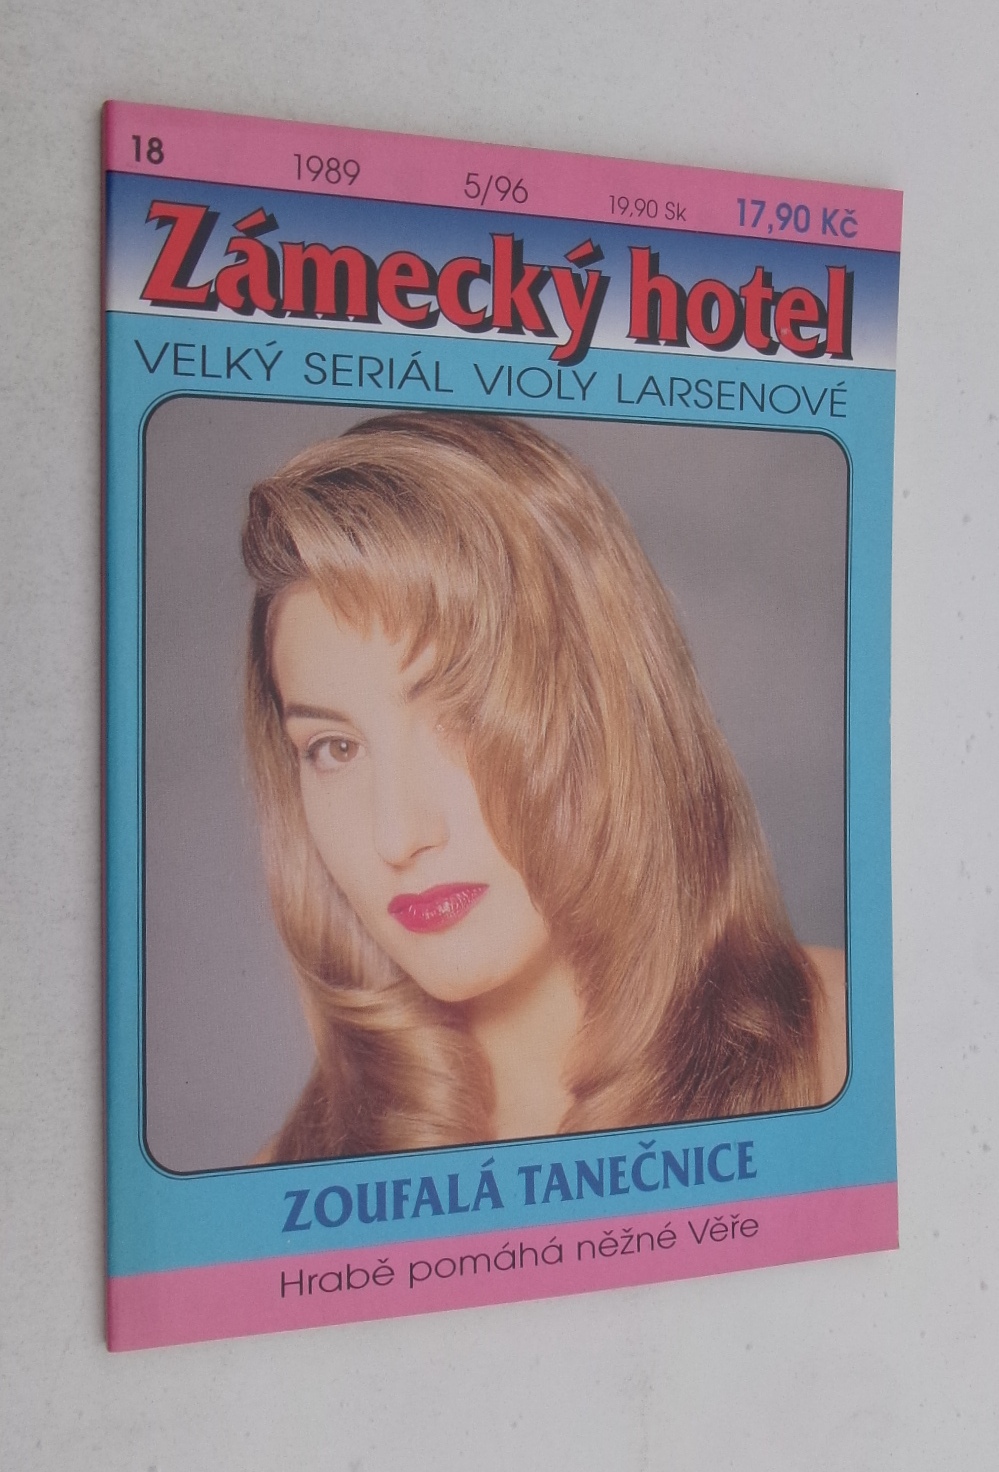 18 1989 5/96 19,90 Sk 17,90 Kč
Zámecký hotel
VELKÝ SERIÁL VIOLY LARSENOVÉ
ZOUFALÁ TANEČNICE
Hrabě pomáhá něžné Věře